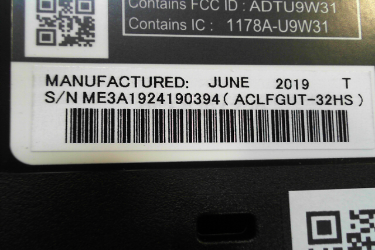 Contains FCC ID : ADTU9W31
Contains IC : 1178A-U9W31
MANUFACTURED: JUNE 2019 T
S/N ME3A1924190394 ( ACLFGUT-32HS )